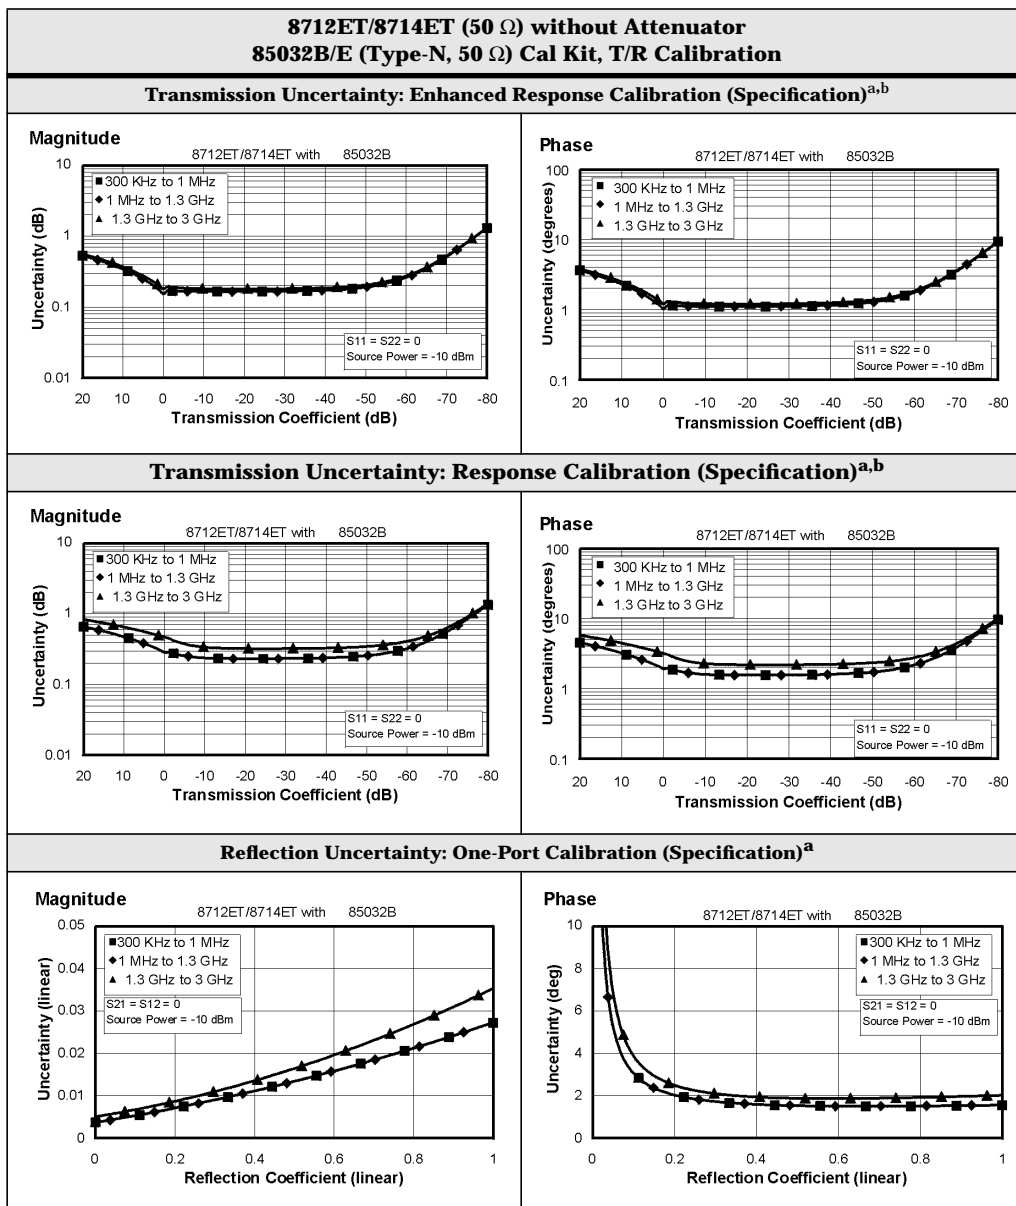 8712ET/8714ET (50 Ω) without Attenuator
85032B/E (Type-N, 50 Ω) Cal Kit, T/R Calibration
Transmission Uncertainty: Enhanced Response Calibration (Specification)a,b
Magnitude
8712ET/8714ET with 85032B
300 KHz to 1 MHz
1 MHz to 1.3 GHz
1.3 GHz to 3 GHz
Uncertainty (dB)
10
1
0.1
0.01
S11 = S22 = 0
Source Power = -10 dBm
20 10 0 -10 -20 -30 -40 -50 -60 -70 -80
Transmission Coefficient (dB)
Phase
8712ET/8714ET with 85032B
300 KHz to 1 MHz
1 MHz to 1.3 GHz
1.3 GHz to 3 GHz
Uncertainty (degrees)
100
10
1
0.1
S11 = S22 = 0
Source Power = -10 dBm
20 10 0 -10 -20 -30 -40 -50 -60 -70 -80
Transmission Coefficient (dB)
Transmission Uncertainty: Response Calibration (Specification)a,b
Magnitude
8712ET/8714ET with 85032B
300 KHz to 1 MHz
1 MHz to 1.3 GHz
1.3 GHz to 3 GHz
Uncertainty (dB)
10
1
0.1
0.01
S11 = S22 = 0
Source Power = -10 dBm
20 10 0 -10 -20 -30 -40 -50 -60 -70 -80
Transmission Coefficient (dB)
Phase
8712ET/8714ET with 85032B
300 KHz to 1 MHz
1 MHz to 1.3 GHz
1.3 GHz to 3 GHz
Uncertainty (degrees)
100
10
1
0.1
S11 = S22 = 0
Source Power = -10 dBm
20 10 0 -10 -20 -30 -40 -50 -60 -70 -80
Transmission Coefficient (dB)
Reflection Uncertainty: One-Port Calibration (Specification)a
Magnitude
8712ET/8714ET with 85032B
300 KHz to 1 MHz
1 MHz to 1.3 GHz
1.3 GHz to 3 GHz
S21 = S12 = 0
Source Power = -10 dBm
Uncertainty (linear)
0.05
0.04
0.03
0.02
0.01
0
0 0.2 0.4 0.6 0.8 1
Reflection Coefficient (linear)
Phase
8712ET/8714ET with 85032B
300 KHz to 1 MHz
1 MHz to 1.3 GHz
1.3 GHz to 3 GHz
S21 = S12 = 0
Source Power = -10 dBm
Uncertainty (deg)
10
8
6
4
2
0
0 0.2 0.4 0.6 0.8 1
Reflection Coefficient (linear)